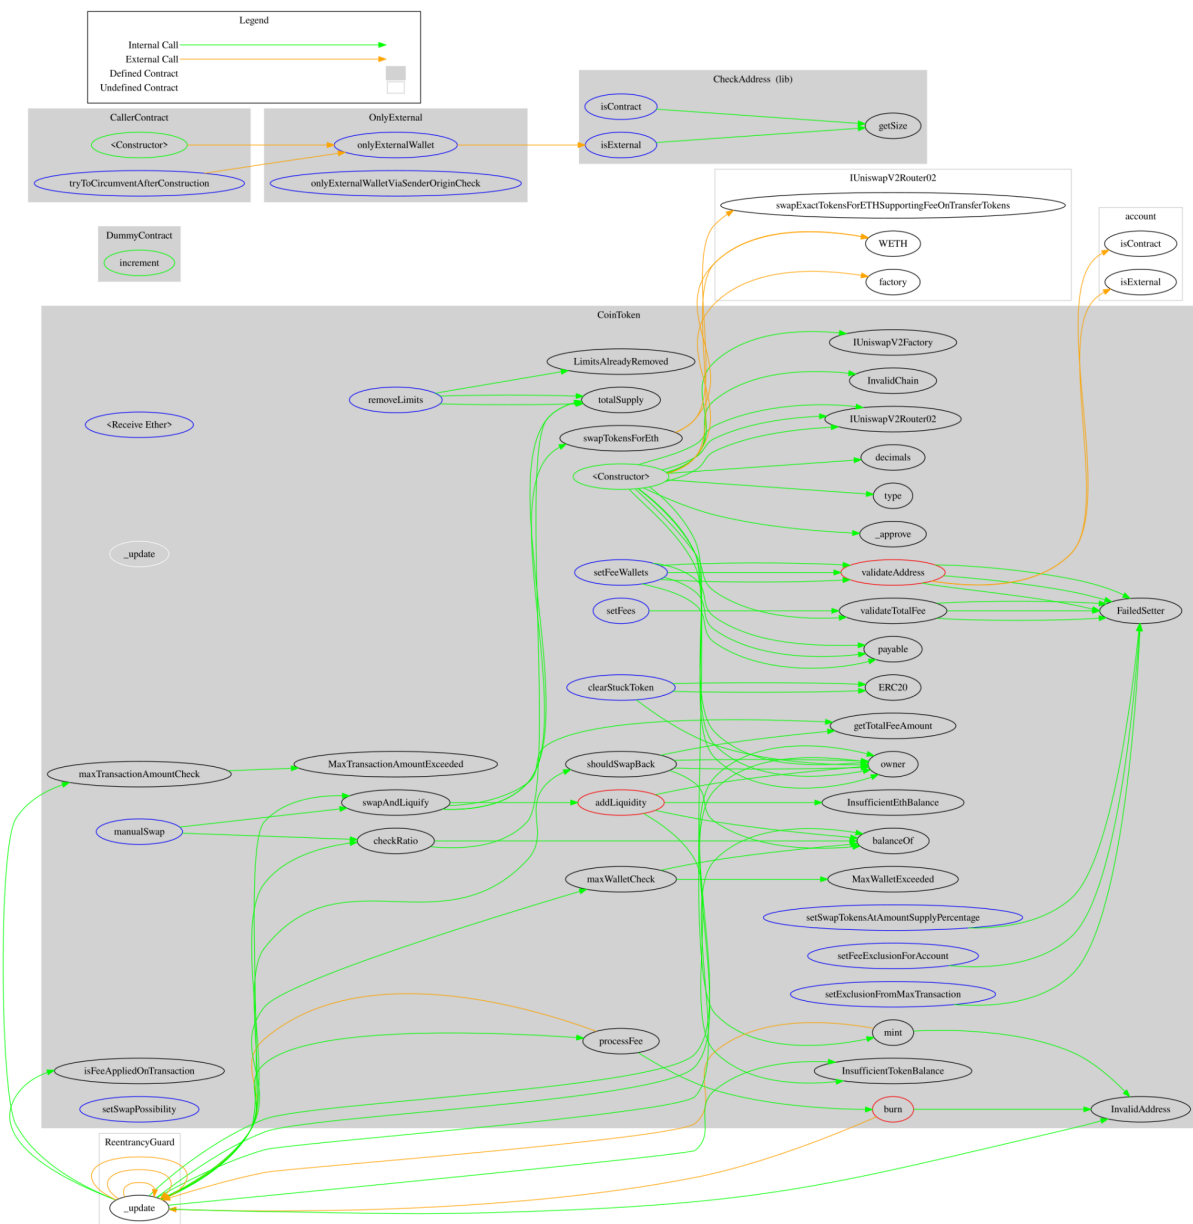 Legend
Internal Call
External Call
Defined Contract
Undefined Contract
CheckAddress (lib)
isContract
isExternal
getSize
CallerContract
<Constructor>
tryToCircumventAfterConstruction
OnlyExternal
onlyExternalWallet
onlyExternalWalletViaSenderOriginCheck
IUniswapV2Router02
swapExactTokensForETHSupportingFeeOnTransferTokens
WETH
factory
account
isContract
isExternal
DummyContract
increment
CoinToken
IUniswapV2Factory
LimitsAlreadyRemoved
InvalidChain
removeLimits
totalSupply
<Receive Ether>
IUniswapV2Router02
swapTokensForEth
decimals
<Constructor>
type
_approve
_update
setFeeWallets
validateAddress
setFees
validateTotalFee
FailedSetter
payable
clearStuckToken
ERC20
getTotalFeeAmount
maxTransactionAmountCheck
MaxTransactionAmountExceeded
shouldSwapBack
owner
swapAndLiquify
addLiquidity
InsufficientEthBalance
manualSwap
checkRatio
balanceOf
maxWalletCheck
MaxWalletExceeded
setSwapTokensAtAmountSupplyPercentage
setFeeExclusionForAccount
setExclusionFromMaxTransaction
processFee
mint
isFeeAppliedOnTransaction
InsufficientTokenBalance
setSwapPossibility
burn
InvalidAddress
ReentrancyGuard
_update